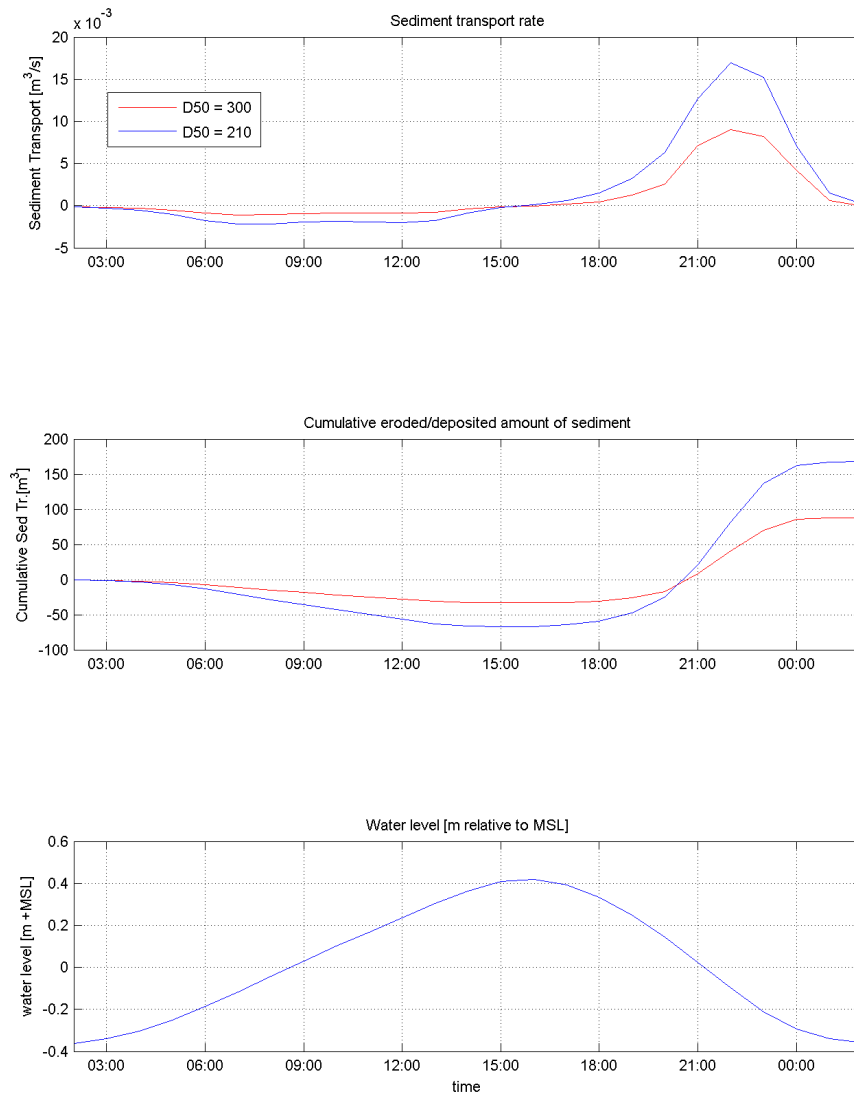 Sediment transport rate
x 10^-3
20
15
10
5
0
-5
Sediment Transport [m^3/s]
D50 = 300
D50 = 210
03:00 06:00 09:00 12:00 15:00 18:00 21:00 00:00
Cumulative eroded/deposited amount of sediment
200
150
100
50
0
-50
-100
Cumulative Sed Tr.[m^3]
03:00 06:00 09:00 12:00 15:00 18:00 21:00 00:00
Water level [m relative to MSL]
0.6
0.4
0.2
0
-0.2
-0.4
water level [m +MSL]
03:00 06:00 09:00 12:00 15:00 18:00 21:00 00:00
time